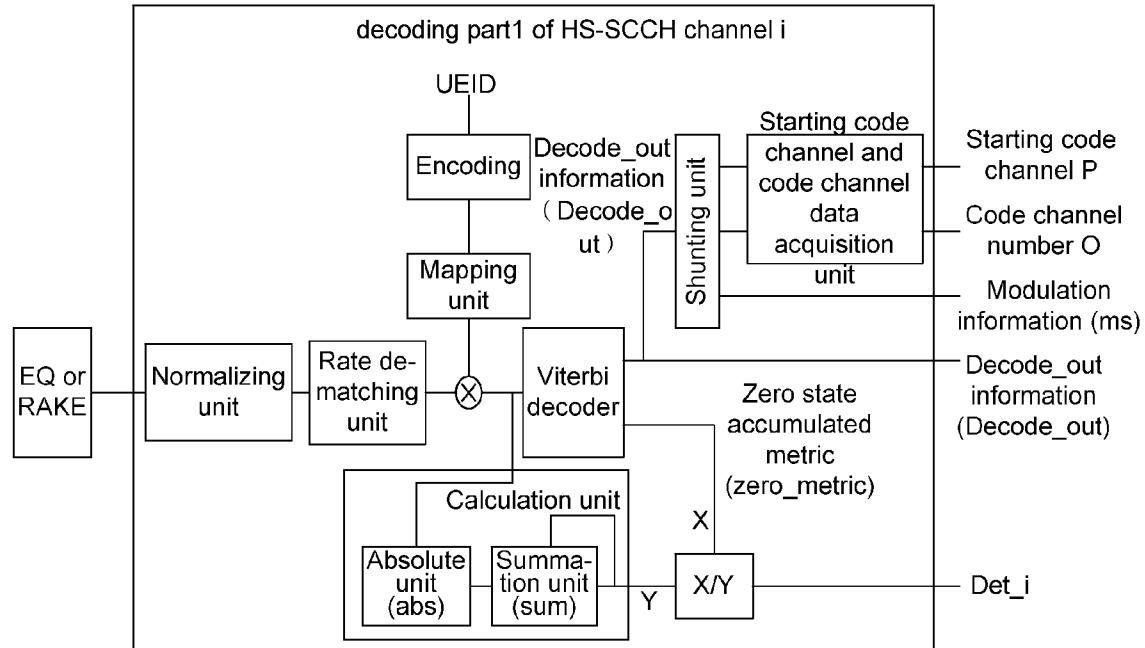 decoding part1 of HS-SCCH channel i
UEID
Encoding
Mapping
unit
Decode_out
information
( Decode_o
ut )
Shunting unit
Starting code
channel and
code channel
data
acquisition
unit
Starting code
channel P
Code channel
number O
Modulation
information (ms)
Decode_out
information
(Decode_out)
EQ or
RAKE
Normalizing
unit
Rate de-
matching
unit
X
Viterbi
decoder
Zero state
accumulated
metric
(zero_metric)
X
Calculation unit
Absolute
unit
(abs)
Summa-
tion unit
(sum)
Y
X/Y
Det_i